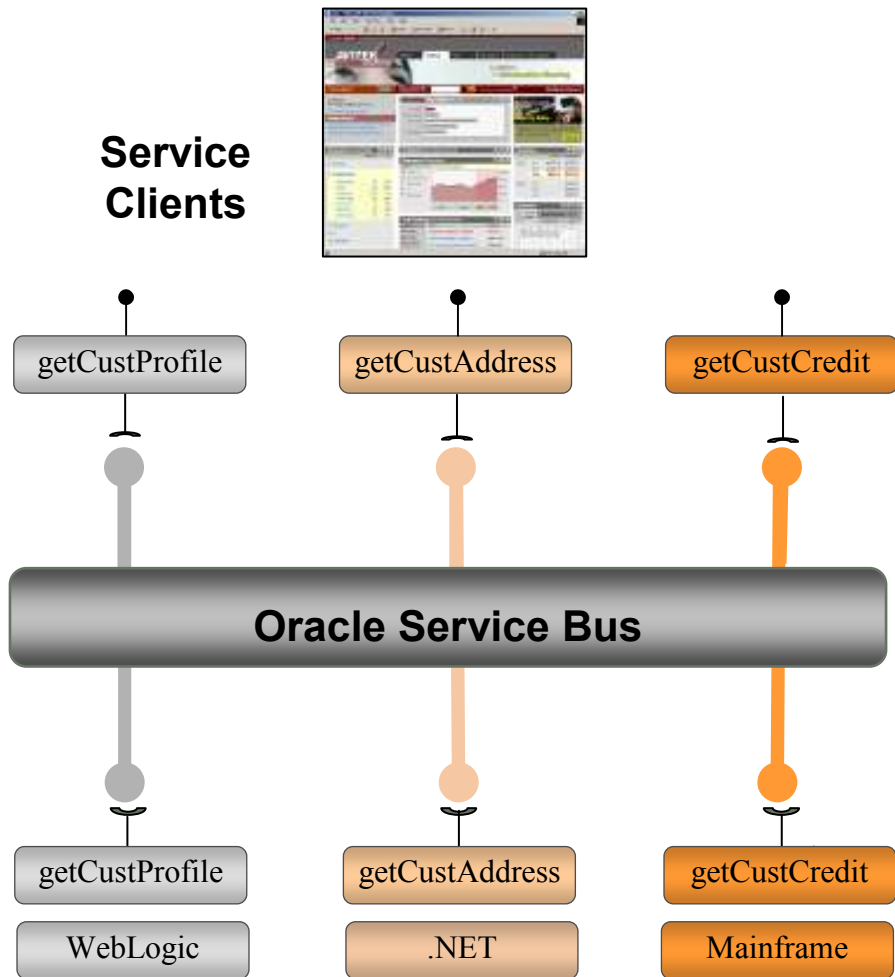 Service
Clients
getCustProfile
getCustAddress
getCustCredit
Oracle Service Bus
getCustProfile
getCustAddress
getCustCredit
WebLogic
.NET
Mainframe